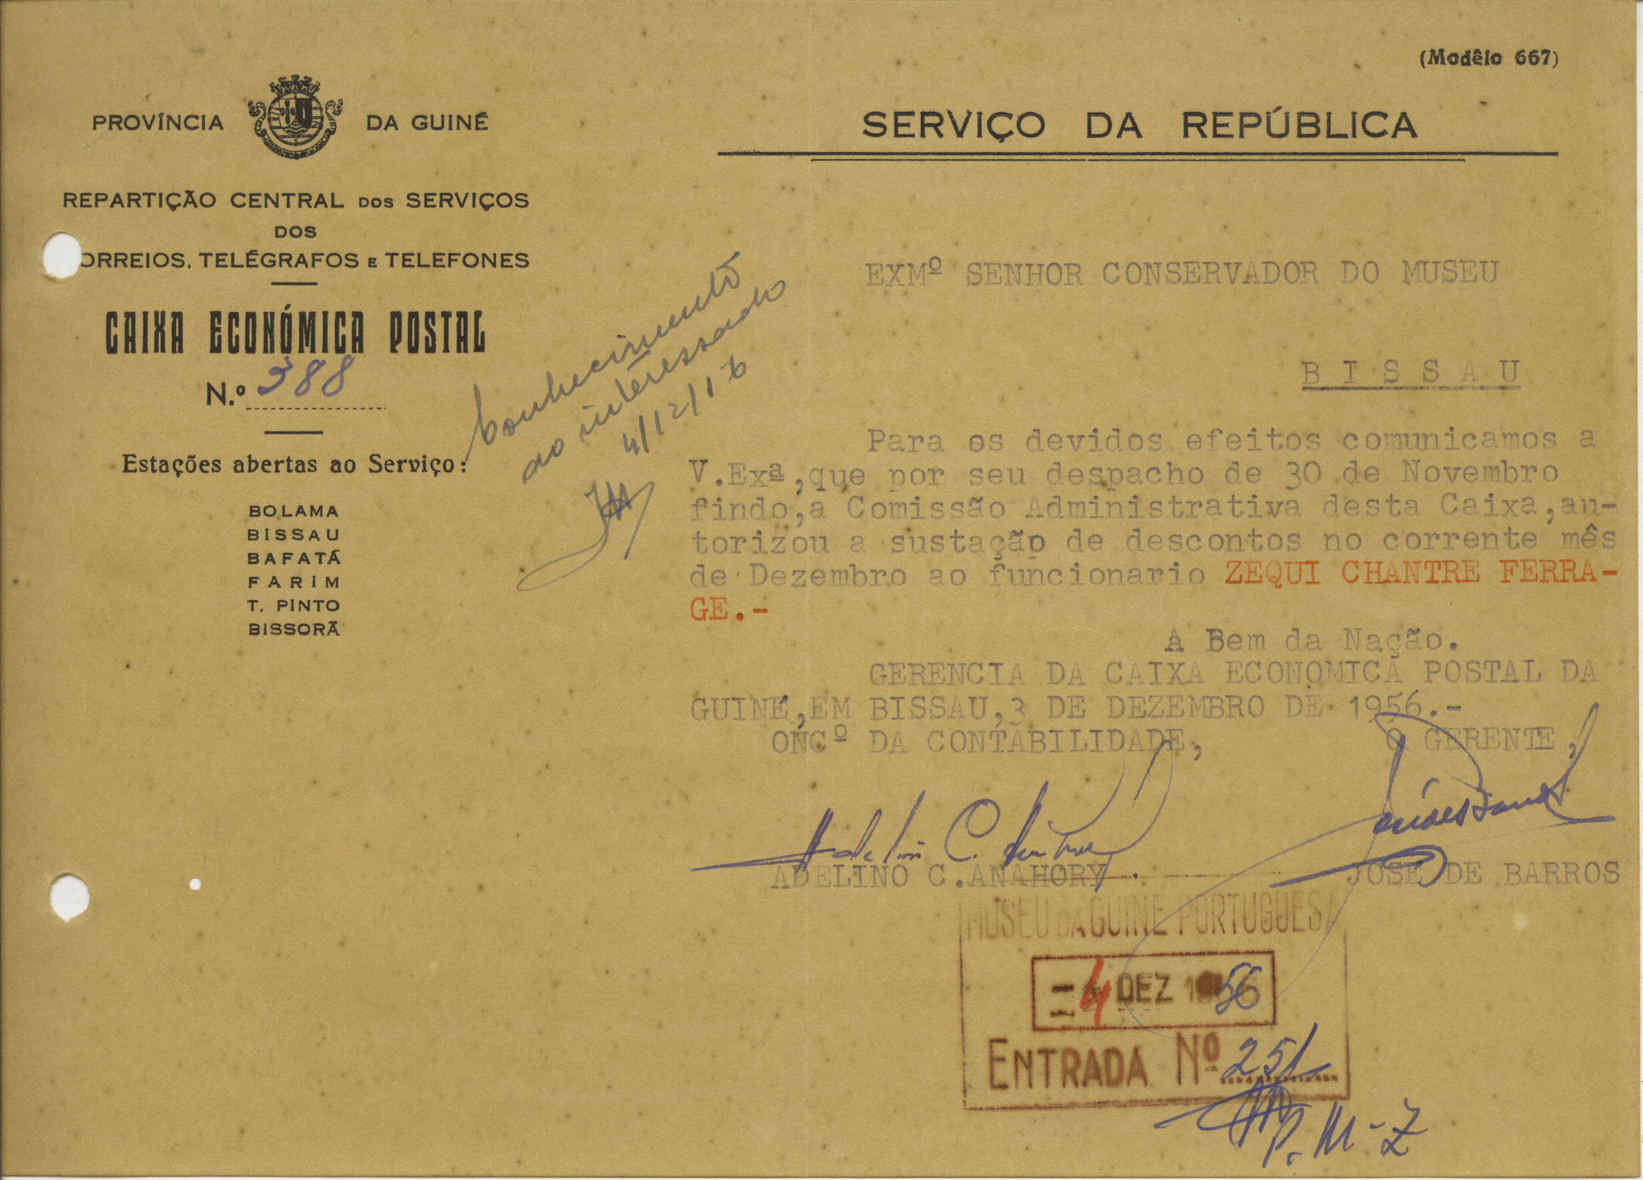 (Modêlo 667)
PROVÍNCIA DA GUINÉ
REPARTIÇÃO CENTRAL DOS SERVIÇOS
DOS
ORREIOS, TELÉGRAFOS E TELEFONES
CAIXA ECONÓMICA POSTAL
N.º 388
Estações abertas ao Serviço:
BOLAMA
BISSAU
BAFATÁ
FARIM
T. PINTO
BISSORÃ
Conhecimento
ao interessado
4/12/
SERVIÇO DA REPÚBLICA
EXMº SENHOR CONSERVADOR DO MUSEU
BISSAU
Para os devidos efeitos comunicamos a
V.Exª,que por seu despacho de 30 de Novembro
findo,a Comissão Administrativa desta Caixa,au-
torizou a sustação de descontos no corrente mês
de Dezembro ao funcionario ZEQUI CHANTRE FERRA-
GE.-
A Bem da Nação.
GERENCIA DA CAIXA ECONOMICA POSTAL DA
GUINÉ,EM BISSAU,3 DE DEZEMBRO DE 1956.-
ONCº DA CONTABILIDADE, O GERENTE,
ADELINO C.ANAHORY JOSÉ DE BARROS
MUSEU DA GUINÉ PORTUGUESA
-4 DEZ 1956
ENTRADA Nº 251
P. M-Z